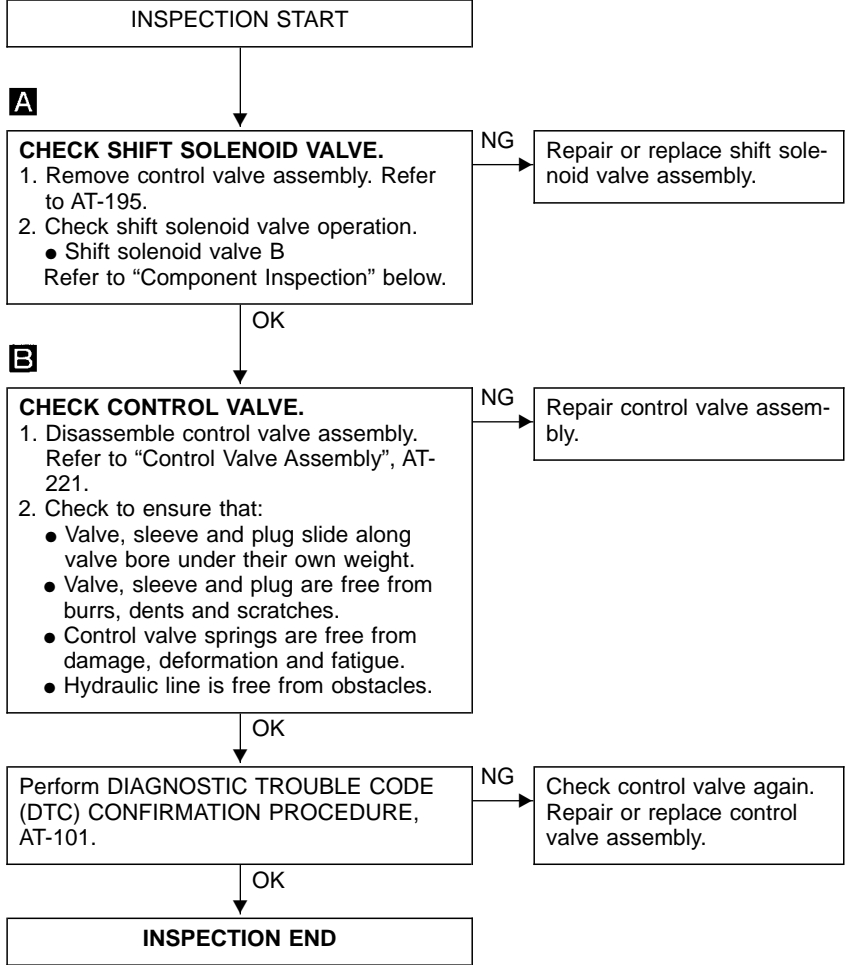 INSPECTION START
A
CHECK SHIFT SOLENOID VALVE.
1. Remove control valve assembly. Refer
to AT-195.
2. Check shift solenoid valve operation.
● Shift solenoid valve B
Refer to “Component Inspection” below.
NG
Repair or replace shift sole-
noid valve assembly.
OK
B
CHECK CONTROL VALVE.
1. Disassemble control valve assembly.
Refer to “Control Valve Assembly”, AT-
221.
2. Check to ensure that:
● Valve, sleeve and plug slide along
valve bore under their own weight.
● Valve, sleeve and plug are free from
burrs, dents and scratches.
● Control valve springs are free from
damage, deformation and fatigue.
● Hydraulic line is free from obstacles.
NG
Repair control valve assem-
bly.
OK
Perform DIAGNOSTIC TROUBLE CODE
(DTC) CONFIRMATION PROCEDURE,
AT-101.
NG
Check control valve again.
Repair or replace control
valve assembly.
OK
INSPECTION END